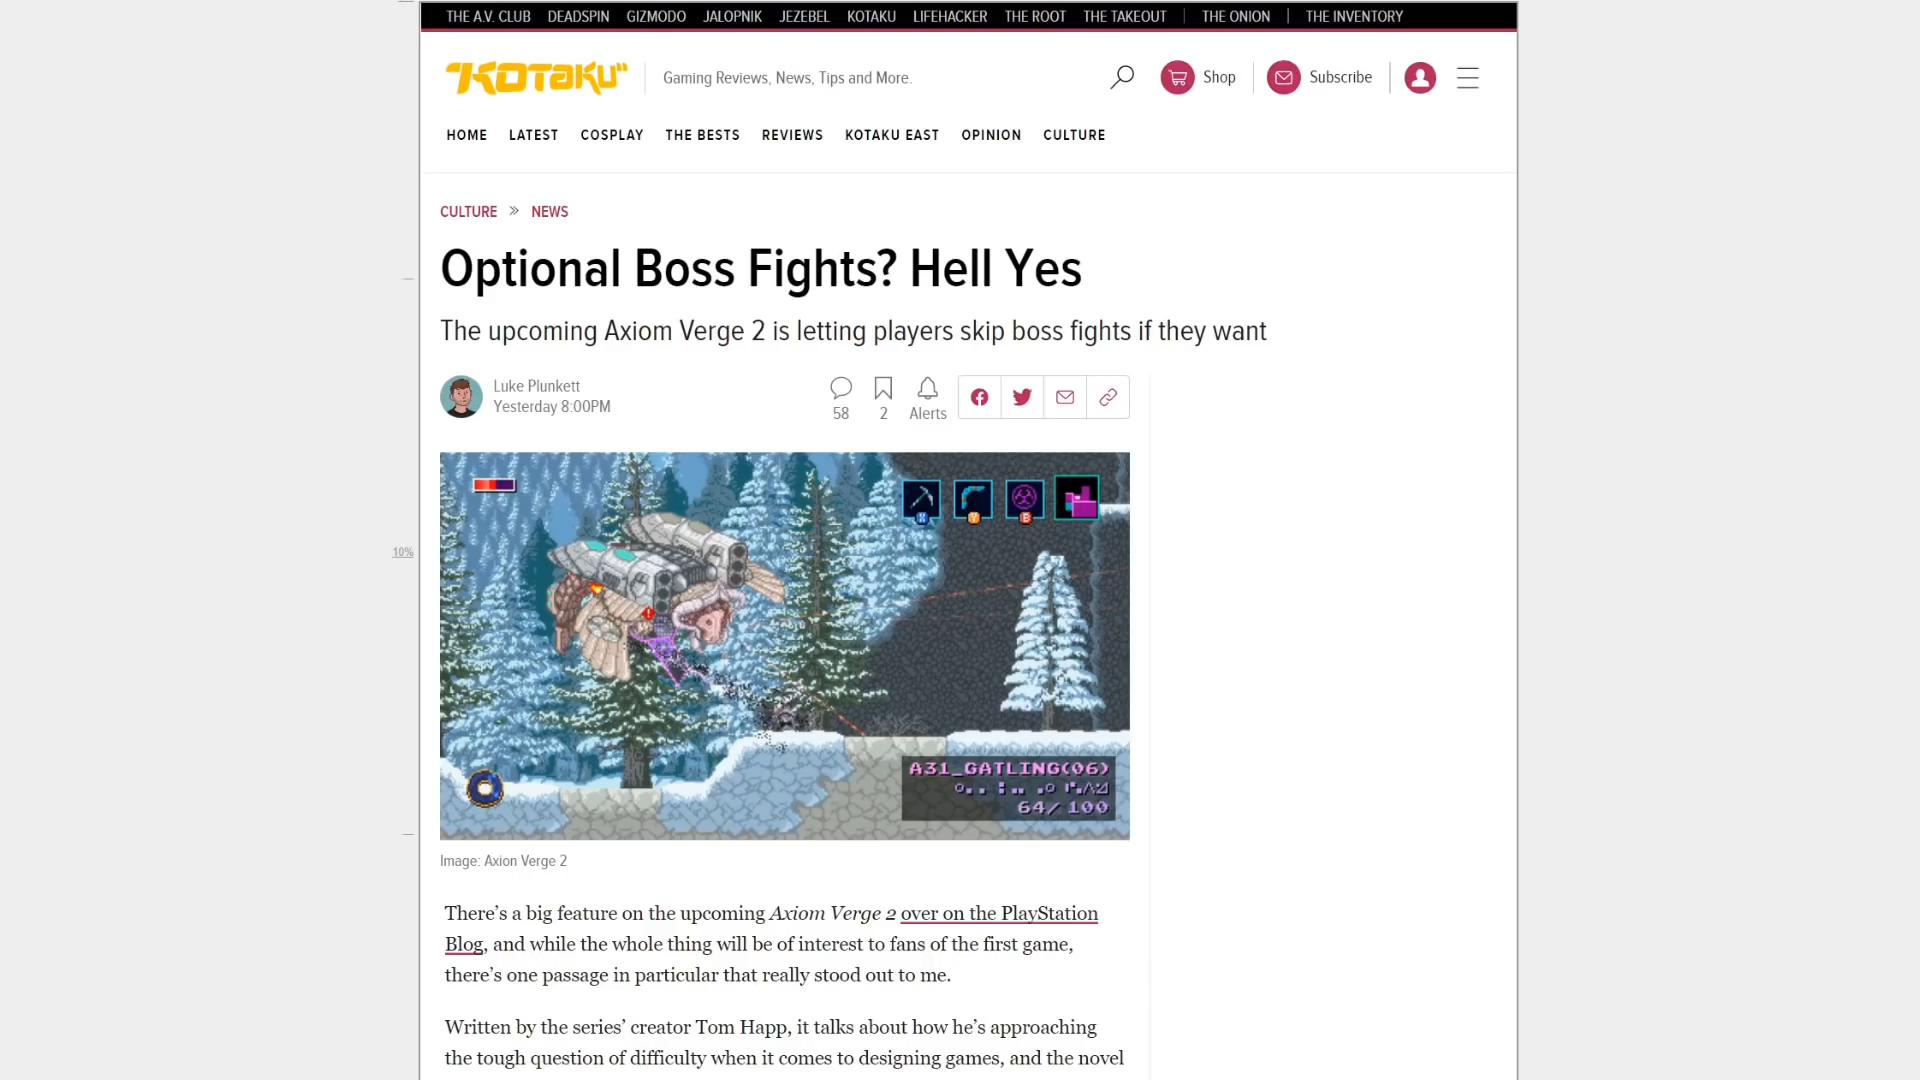 THE A.V. CLUB DEADSPIN GIZMODO JALOPNIK JEZEBEL KOTAKU LIFEHACKER THE ROOT THE TAKEOUT THE ONION THE INVENTORY
KOTAKU Gaming Reviews, News, Tips and More. Shop Subscribe
HOME LATEST COSPLAY THE BESTS REVIEWS KOTAKU EAST OPINION CULTURE
CULTURE » NEWS
Optional Boss Fights? Hell Yes
The upcoming Axiom Verge 2 is letting players skip boss fights if they want
Luke Plunkett
Yesterday 8:00PM
58 2 Alerts
X Y B
10%
A31_GATLING(06)
64/ 100
Image: Axion Verge 2
There’s a big feature on the upcoming Axiom Verge 2 over on the PlayStation
Blog, and while the whole thing will be of interest to fans of the first game,
there’s one passage in particular that really stood out to me.
Written by the series’ creator Tom Happ, it talks about how he’s approaching
the tough question of difficulty when it comes to designing games, and the novel